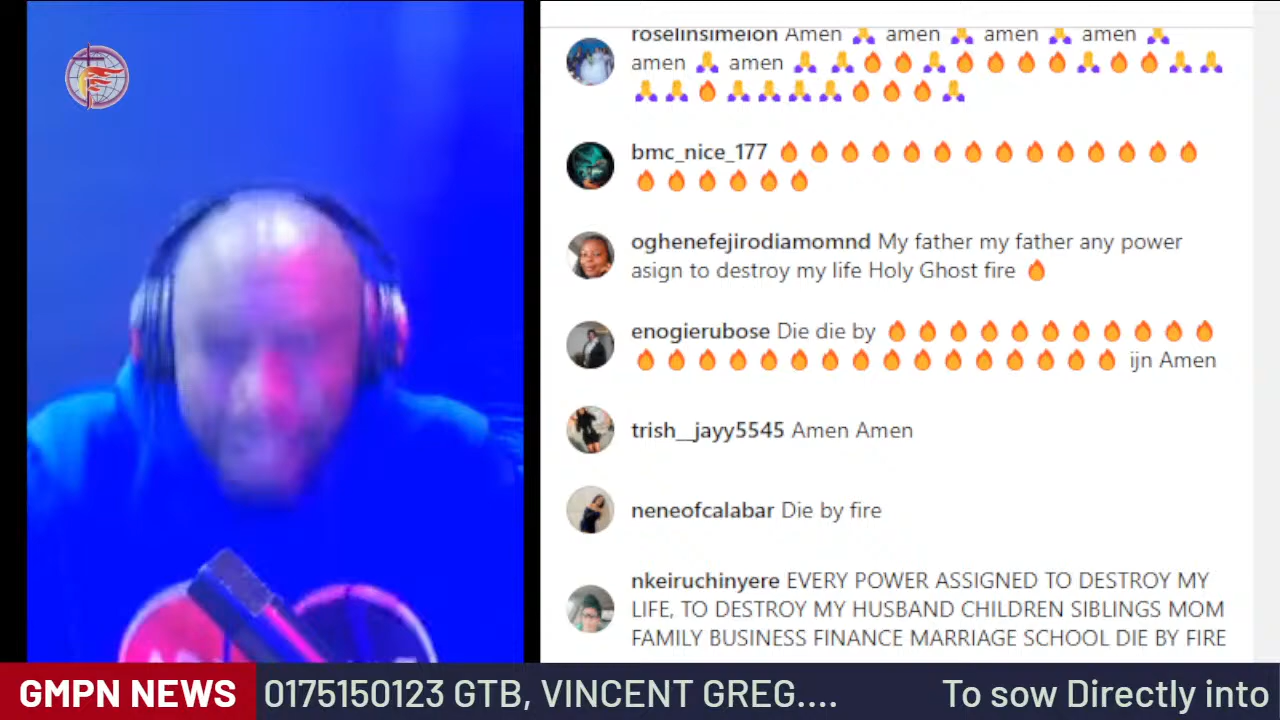 roselinsimeion Amen 🙏 amen 🙏 amen 🙏 amen 🙏
amen 🙏 amen 🙏 🙏🔥🔥🙏🔥🔥🔥🔥🙏🔥🔥🙏🙏
🙏🙏🔥🙏🙏🙏🙏🔥🔥🔥🙏
bmc_nice_177 🔥🔥🔥🔥🔥🔥🔥🔥🔥🔥🔥🔥🔥🔥
🔥🔥🔥🔥🔥🔥
oghenefejirodiamomnd My father my father any power
asign to destroy my life Holy Ghost fire 🔥
enogierubose Die die by 🔥🔥🔥🔥🔥🔥🔥🔥🔥🔥🔥
🔥🔥🔥🔥🔥🔥🔥🔥🔥🔥🔥🔥🔥🔥🔥🔥 ijn Amen
trish__jayy5545 Amen Amen
neneofcalabar Die by fire
nkeiruchinyere EVERY POWER ASSIGNED TO DESTROY MY
LIFE, TO DESTROY MY HUSBAND CHILDREN SIBLINGS MOM
FAMILY BUSINESS FINANCE MARRIAGE SCHOOL DIE BY FIRE
GMPN NEWS 0175150123 GTB, VINCENT GREG.... To sow Directly into